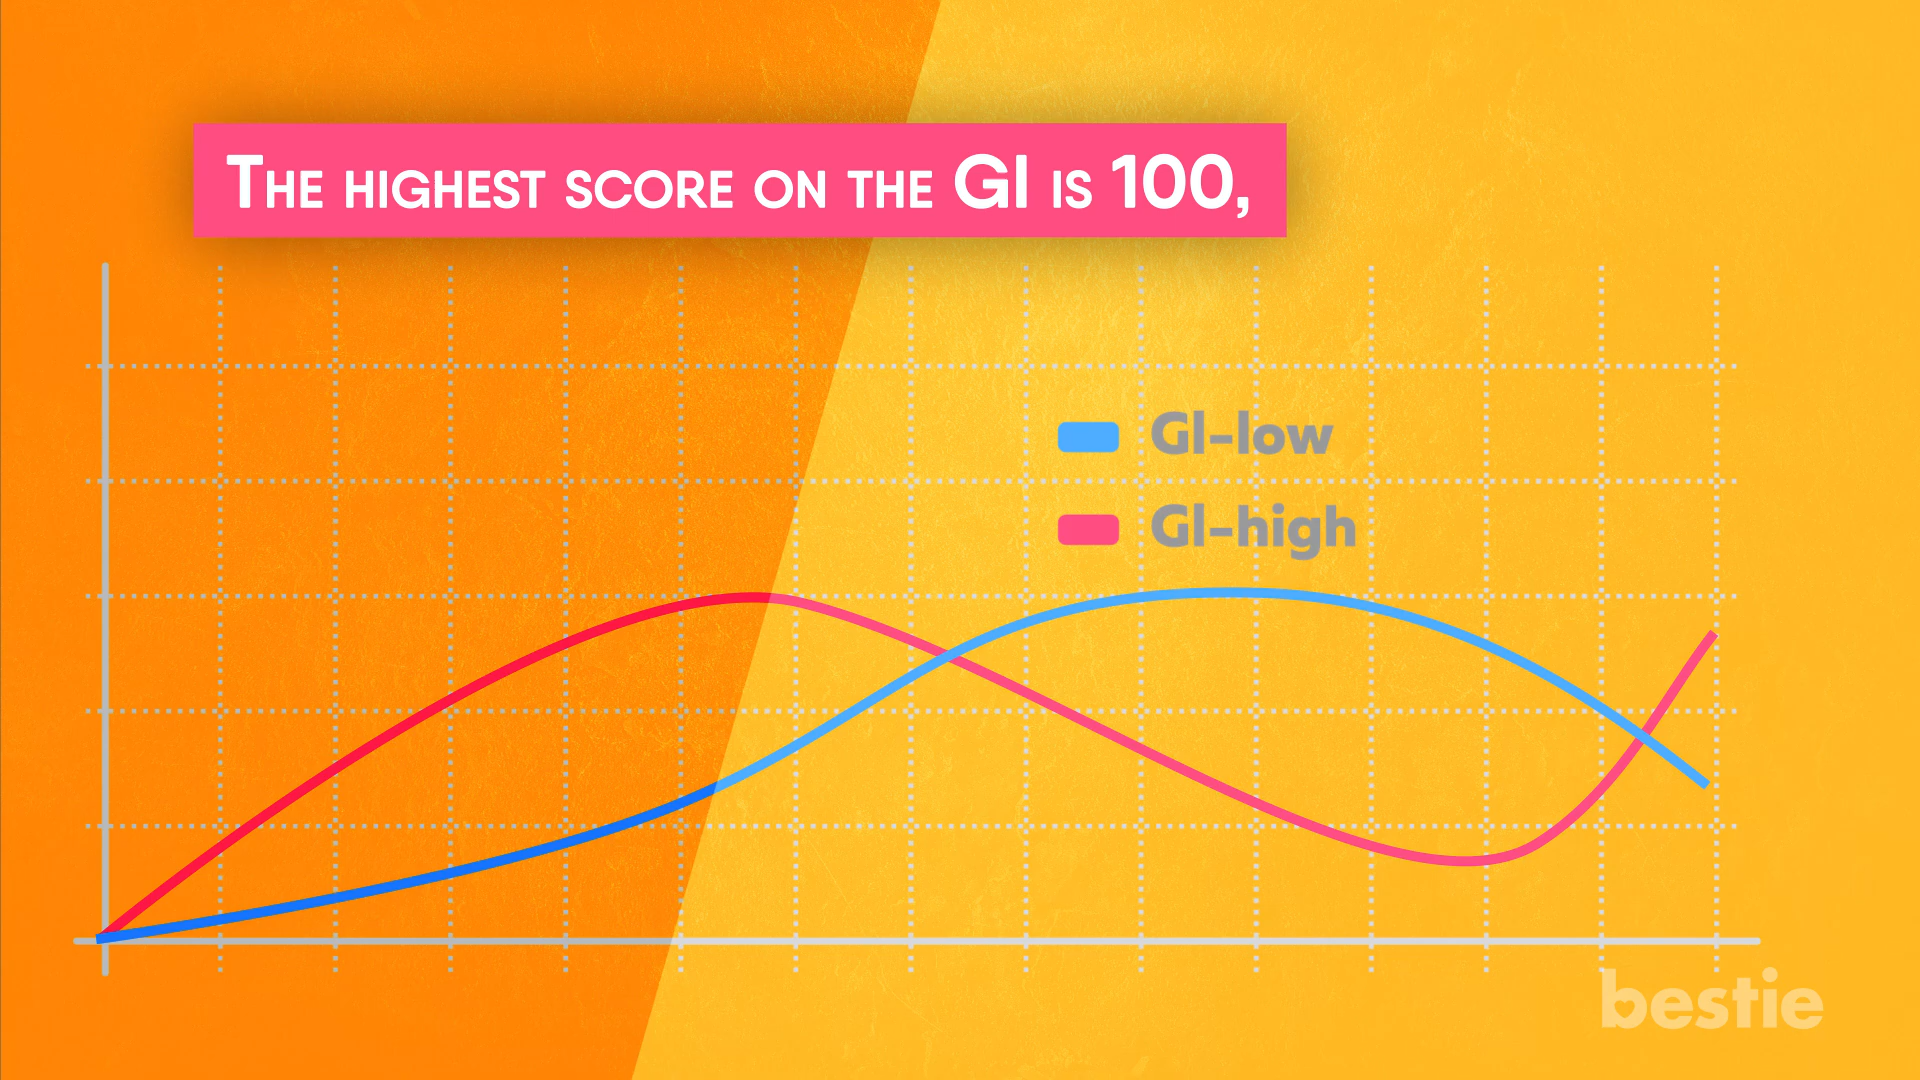 The highest score on the GI is 100,
GI-low
GI-high
bestie